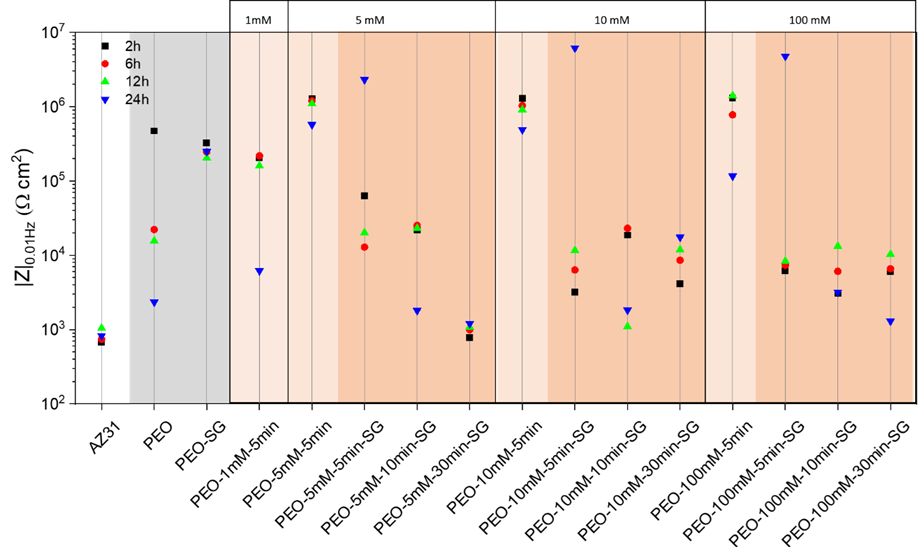 1mM 5 mM 10 mM 100 mM
10^7
2h
6h
12h
24h
10^6
10^5
10^4
10^3
10^2
|Z|0.01Hz (Ω cm2)
AZ31
PEO
PEO-SG
PEO-1mM-5min
PEO-5mM-5min
PEO-5mM-5min-SG
PEO-5mM-10min-SG
PEO-5mM-30min-SG
PEO-10mM-5min
PEO-10mM-5min-SG
PEO-10mM-10min-SG
PEO-10mM-30min-SG
PEO-100mM-5min
PEO-100mM-5min-SG
PEO-100mM-10min-SG
PEO-100mM-30min-SG